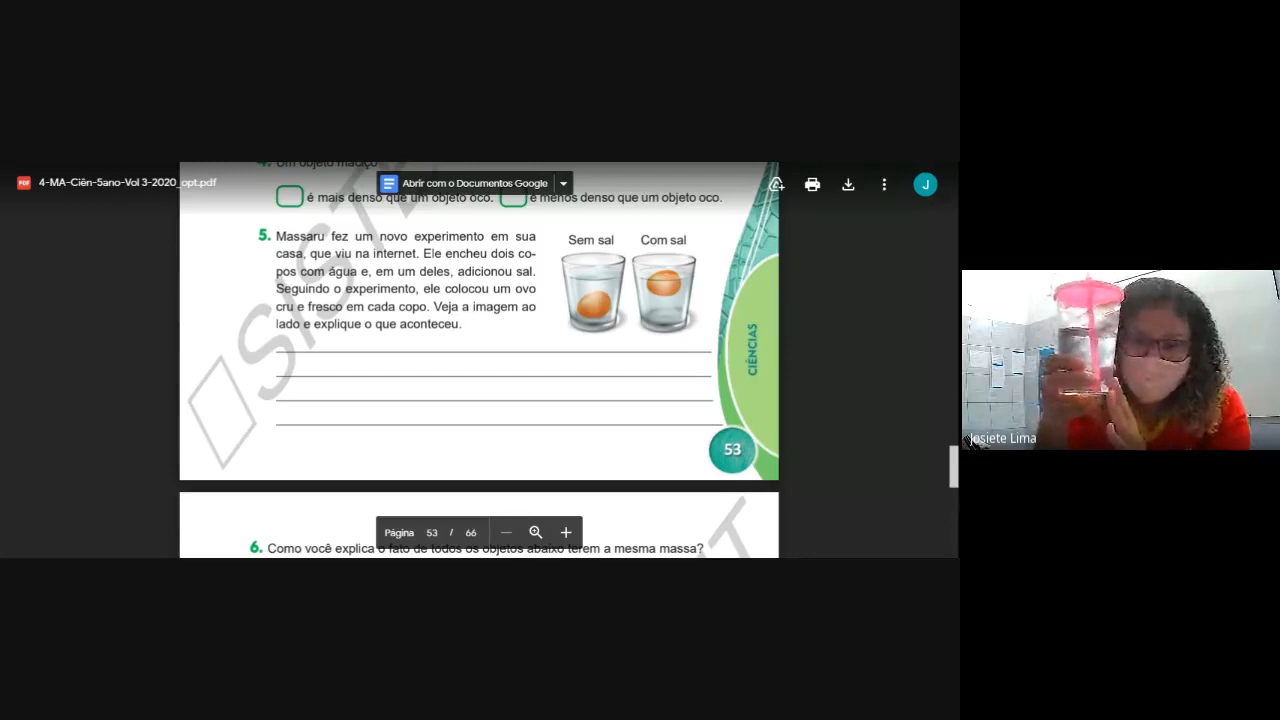 4. Um objeto maciço
4-MA-Ciên-5ano-Vol 3-2020_opt.pdf
Abrir com o Documentos Google
J
é mais denso que um objeto oco.
é menos denso que um objeto oco.
5. Massaru fez um novo experimento em sua
casa, que viu na internet. Ele encheu dois co-
pos com água e, em um deles, adicionou sal.
Seguindo o experimento, ele colocou um ovo
cru e fresco em cada copo. Veja a imagem ao
lado e explique o que aconteceu.
Sem sal
Com sal
CIÊNCIAS
53
Josiete Lima
Página 53 / 66
6. Como você explica o fato de todos os objetos abaixo terem a mesma massa?